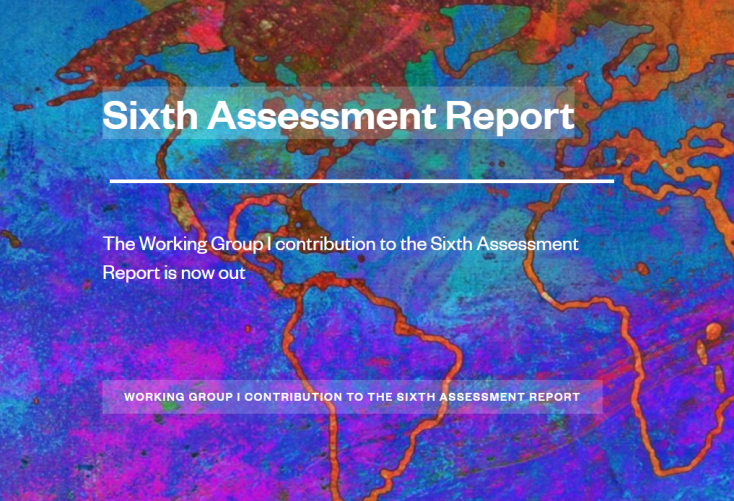 Sixth Assessment Report
The Working Group I contribution to the Sixth Assessment
Report is now out
WORKING GROUP I CONTRIBUTION TO THE SIXTH ASSESSMENT REPORT